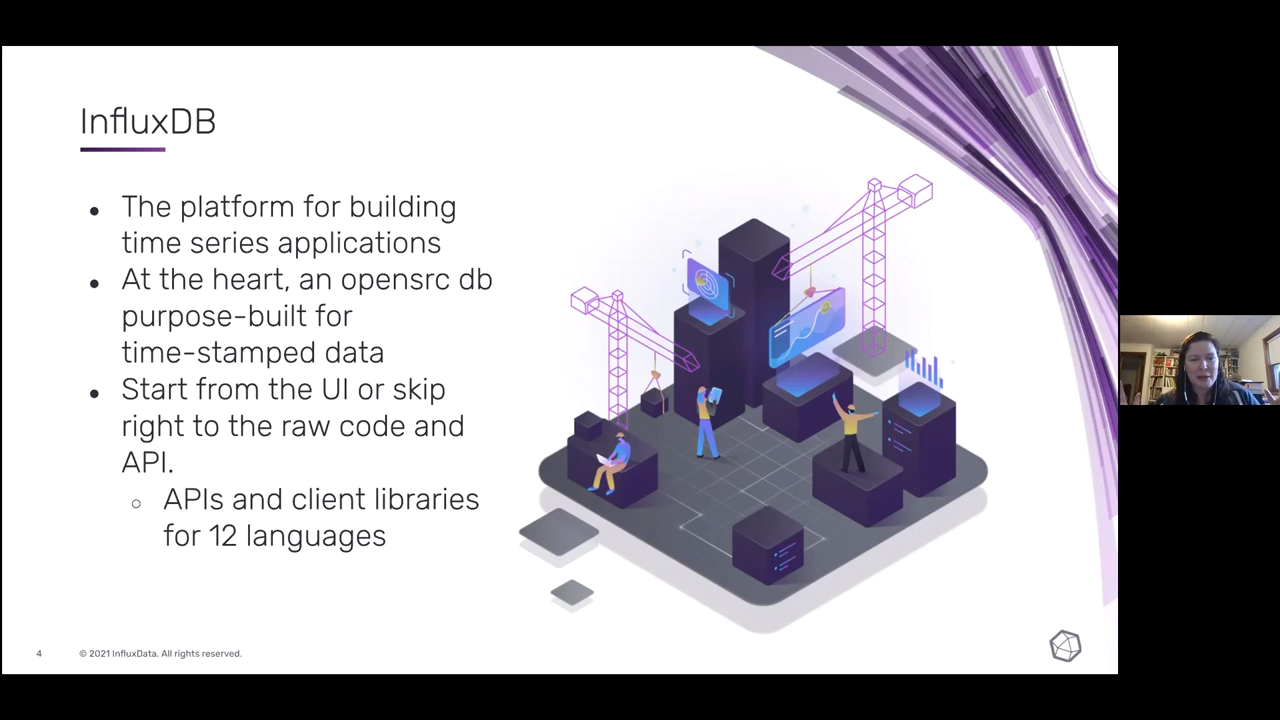 InfluxDB
● The platform for building
time series applications
● At the heart, an opensrc db
purpose-built for
time-stamped data
● Start from the UI or skip
right to the raw code and
API.
○ APIs and client libraries
for 12 languages
4 © 2021 InfluxData. All rights reserved.